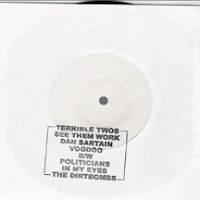 TERRIBLE TWOS
SEE THEM WORK
DAN SARTAIN
VOODOO
B/W
POLITICIANS
IN MY EYES
THE DIRTBOMBS